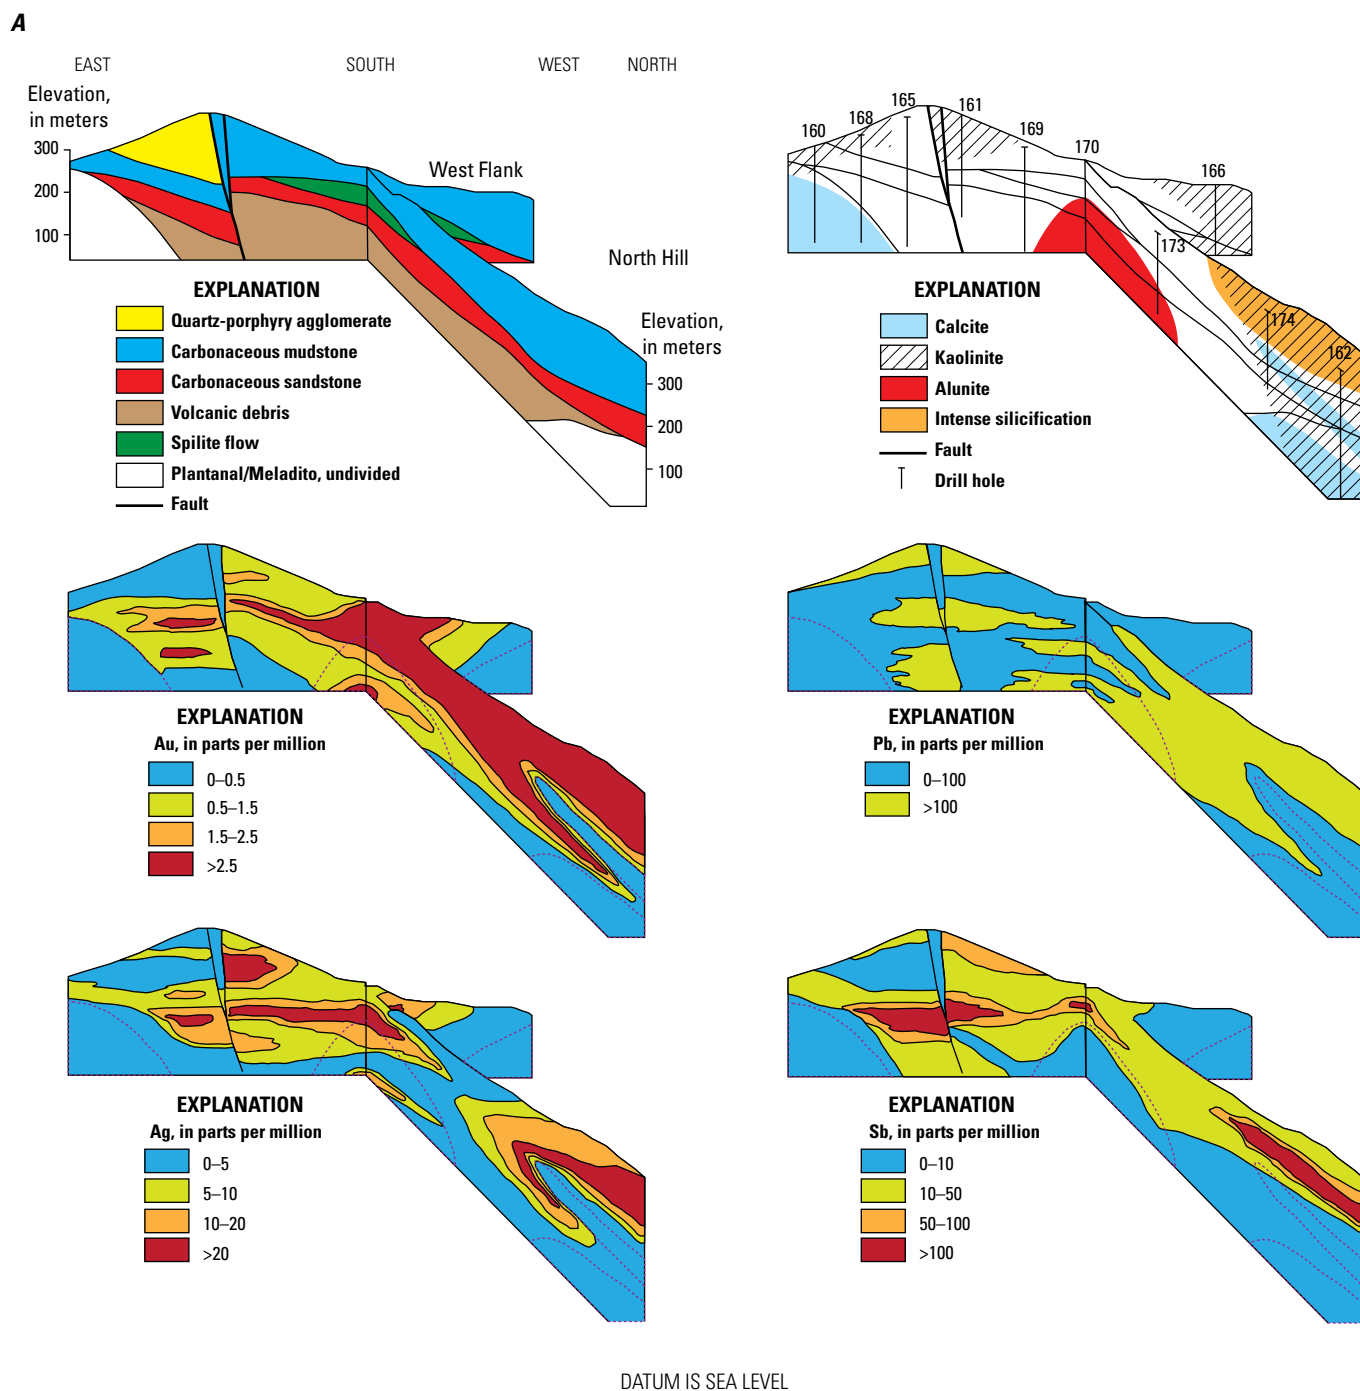 A
EAST
SOUTH
WEST
NORTH
Elevation,
in meters
300
200
100
West Flank
North Hill
Elevation,
in meters
300
200
100
EXPLANATION
Quartz-porphyry agglomerate
Carbonaceous mudstone
Carbonaceous sandstone
Volcanic debris
Spilite flow
Plantanal/Meladito, undivided
Fault
160
168
165
161
169
170
166
173
174
162
EXPLANATION
Calcite
Kaolinite
Alunite
Intense silicification
Fault
Drill hole
EXPLANATION
Au, in parts per million
0–0.5
0.5–1.5
1.5–2.5
>2.5
EXPLANATION
Pb, in parts per million
0–100
>100
EXPLANATION
Ag, in parts per million
0–5
5–10
10–20
>20
EXPLANATION
Sb, in parts per million
0–10
10–50
50–100
>100
DATUM IS SEA LEVEL